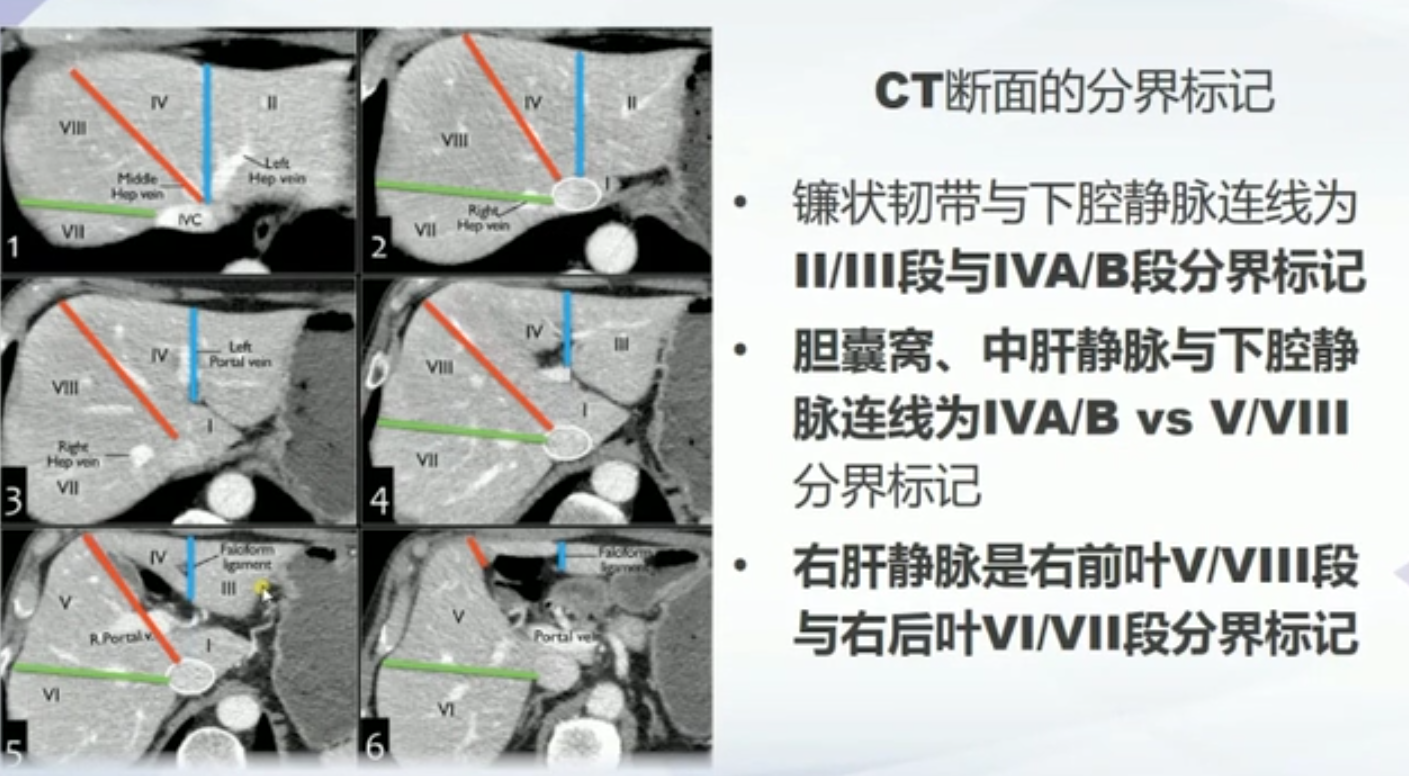 CT断面的分界标记
• 镰状韧带与下腔静脉连线为
II/III段与IVA/B段分界标记
• 胆囊窝、中肝静脉与下腔静
脉连线为IVA/B vs V/VIII
分界标记
• 右肝静脉是右前叶V/VIII段
与右后叶VI/VII段分界标记
IV
II
VIII
Left
Hep vein
Middle
Hep vein
IVC
VII
1
IV
II
VIII
I
Right
Hep vein
VII
2
IV
Left
Portal vein
VIII
I
Right
Hep vein
VII
3
IV
III
VIII
I
VII
4
IV
Falciform
ligament
III
V
R.Portal.v.
I
VI
5
Falciform
ligament
V
Portal vein
VI
6